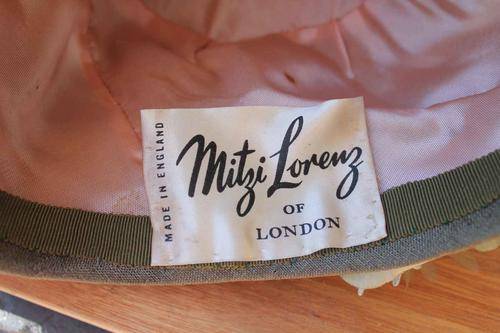 MADE IN ENGLAND
Mitzi Lorenz
OF
LONDON